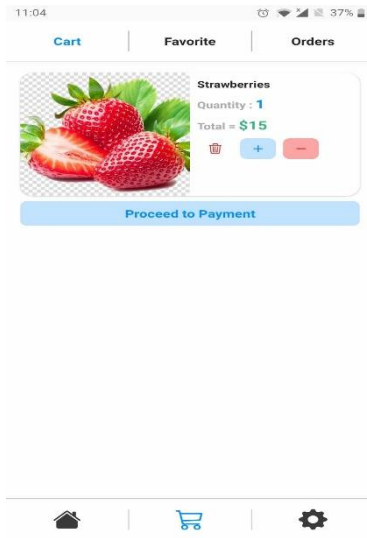 11:04 37%
Cart Favorite Orders
Strawberries
Quantity : 1
Total = $15
+ −
Proceed to Payment